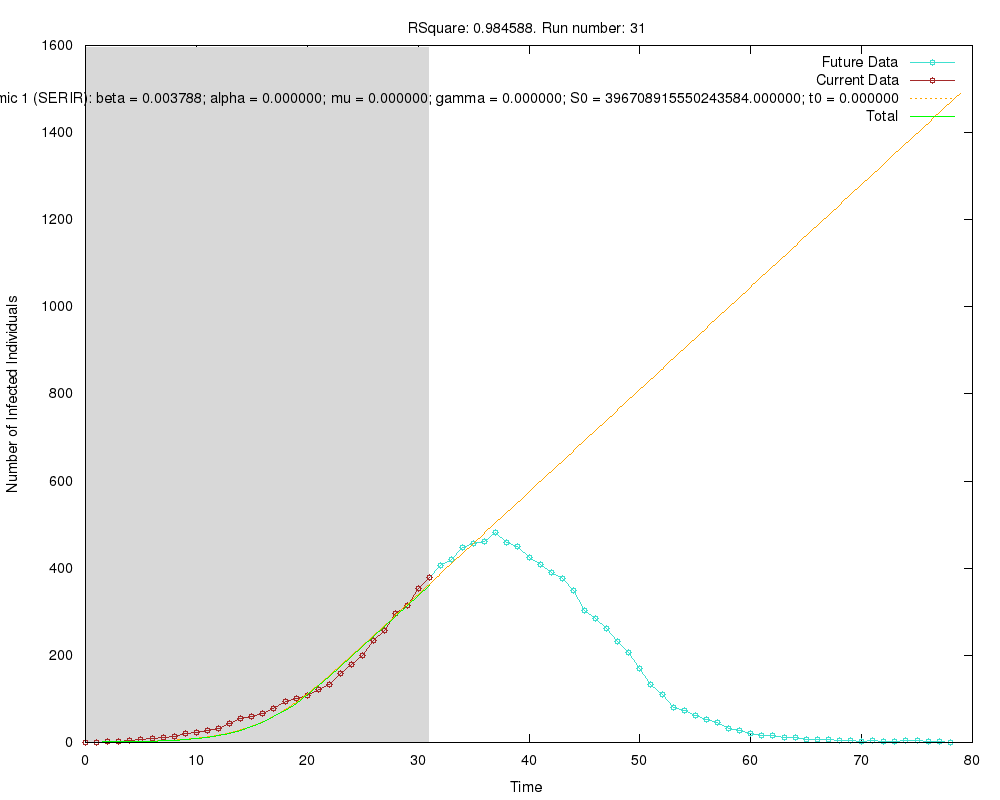 RSquare: 0.984588. Run number: 31
Future Data
Current Data
mic 1 (SERIR): beta = 0.003788; alpha = 0.000000; mu = 0.000000; gamma = 0.000000; S0 = 396708915550243584.000000; t0 = 0.000000
Total
1600
1400
1200
1000
800
600
400
200
0
Number of Infected Individuals
0 10 20 30 40 50 60 70 80
Time